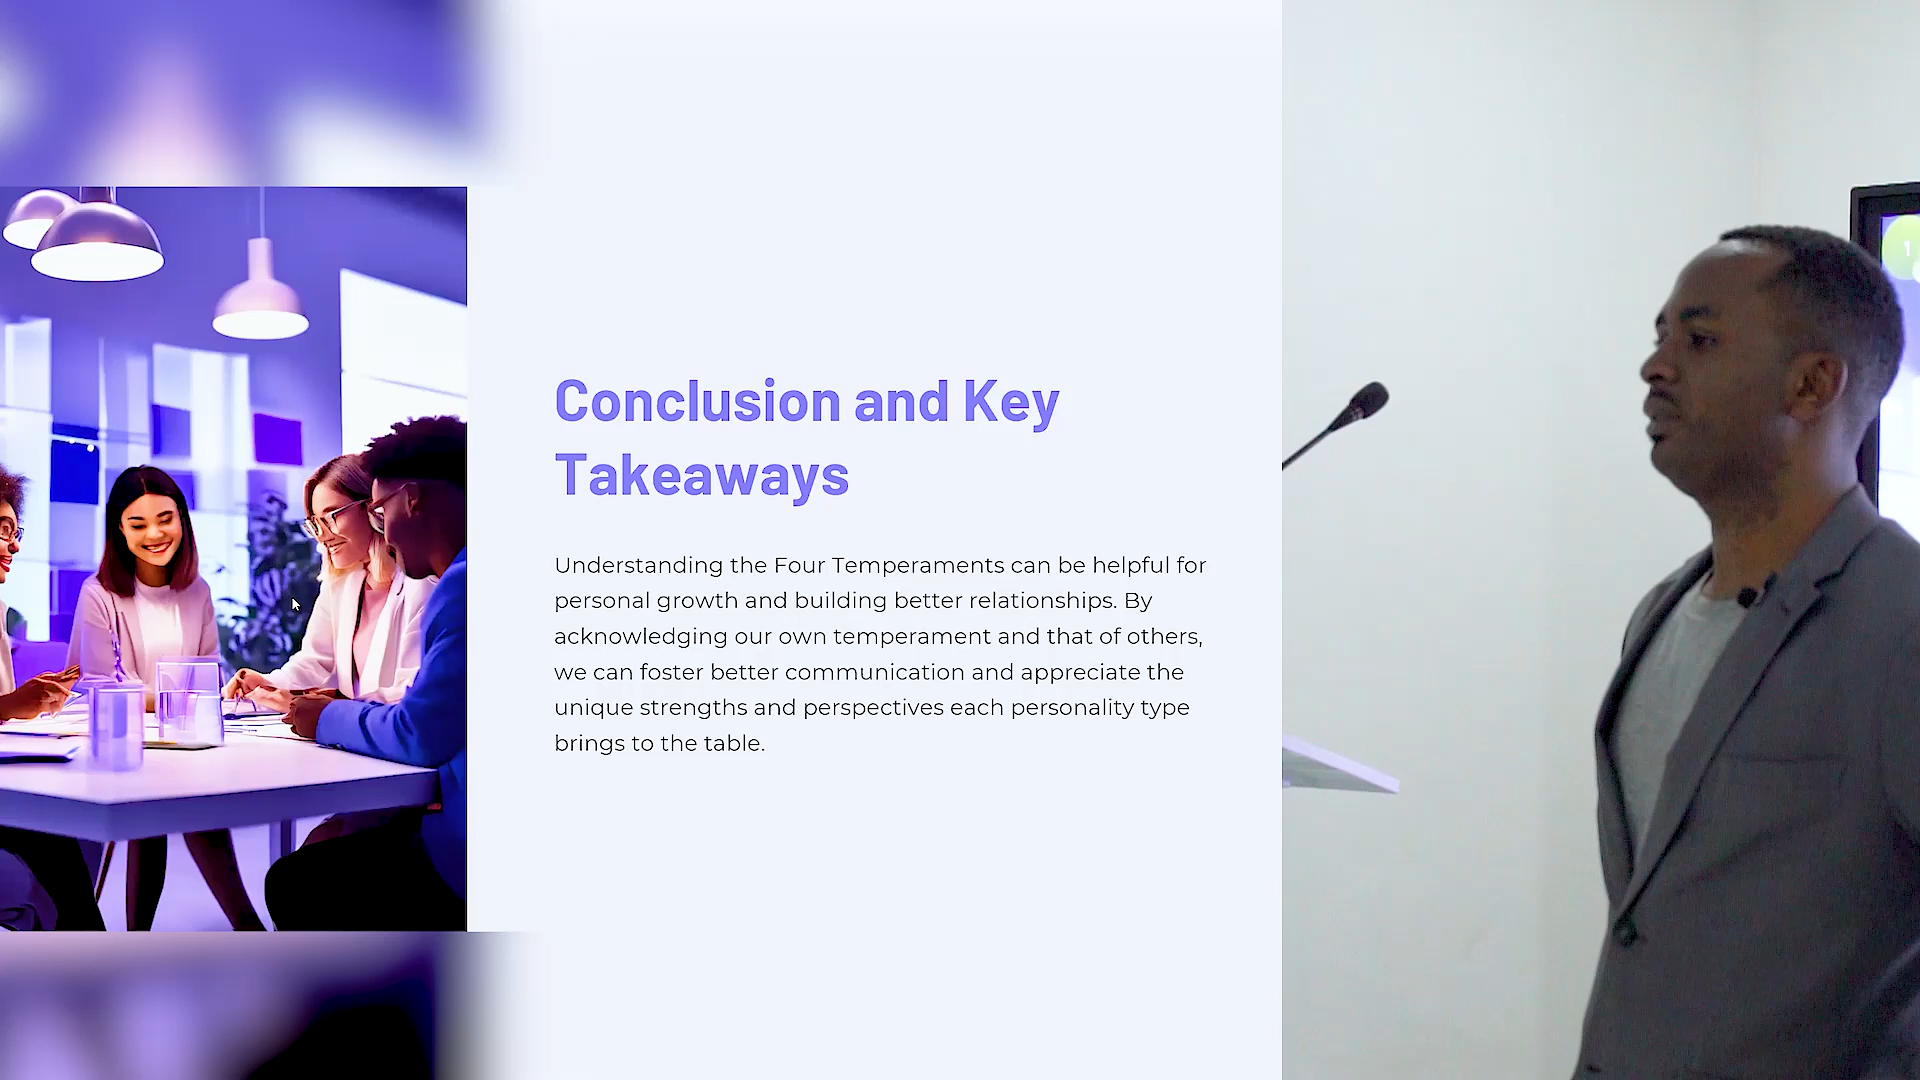 Conclusion and Key
Takeaways
Understanding the Four Temperaments can be helpful for
personal growth and building better relationships. By
acknowledging our own temperament and that of others,
we can foster better communication and appreciate the
unique strengths and perspectives each personality type
brings to the table.
1